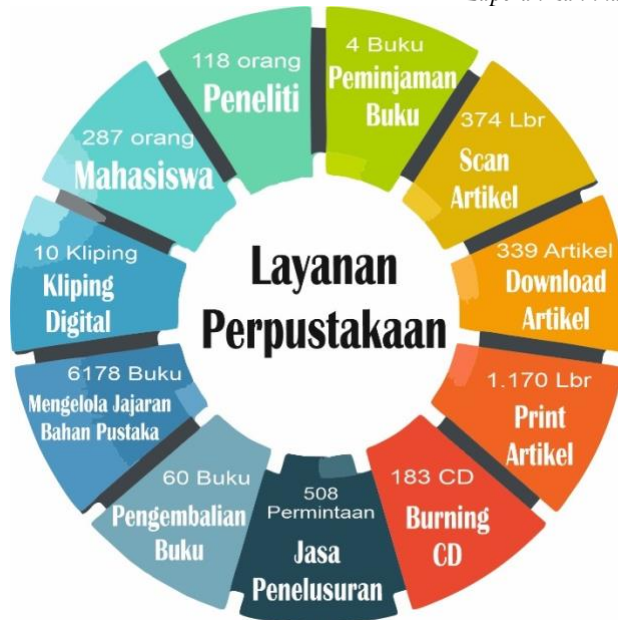 4 Buku
Peminjaman
Buku
374 Lbr
Scan
Artikel
339 Artikel
Download
Artikel
1.170 Lbr
Print
Artikel
183 CD
Burning
CD
508
Permintaan
Jasa
Penelusuran
60 Buku
Pengembalian
Buku
6178 Buku
Mengelola Jajaran
Bahan Pustaka
10 Kliping
Kliping
Digital
287 orang
Mahasiswa
118 orang
Peneliti
Layanan
Perpustakaan